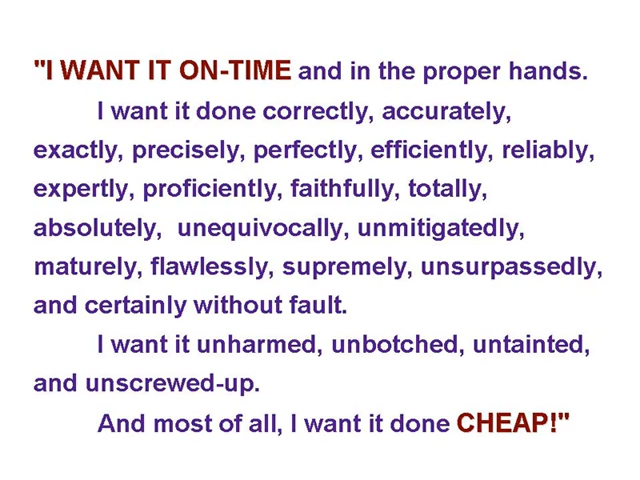 "I WANT IT ON-TIME and in the proper hands.
I want it done correctly, accurately,
exactly, precisely, perfectly, efficiently, reliably,
expertly, proficiently, faithfully, totally,
absolutely,  unequivocally, unmitigatedly,
maturely, flawlessly, supremely, unsurpassedly,
and certainly without fault.
I want it unharmed, unbotched, untainted,
and unscrewed-up.
And most of all, I want it done CHEAP!"